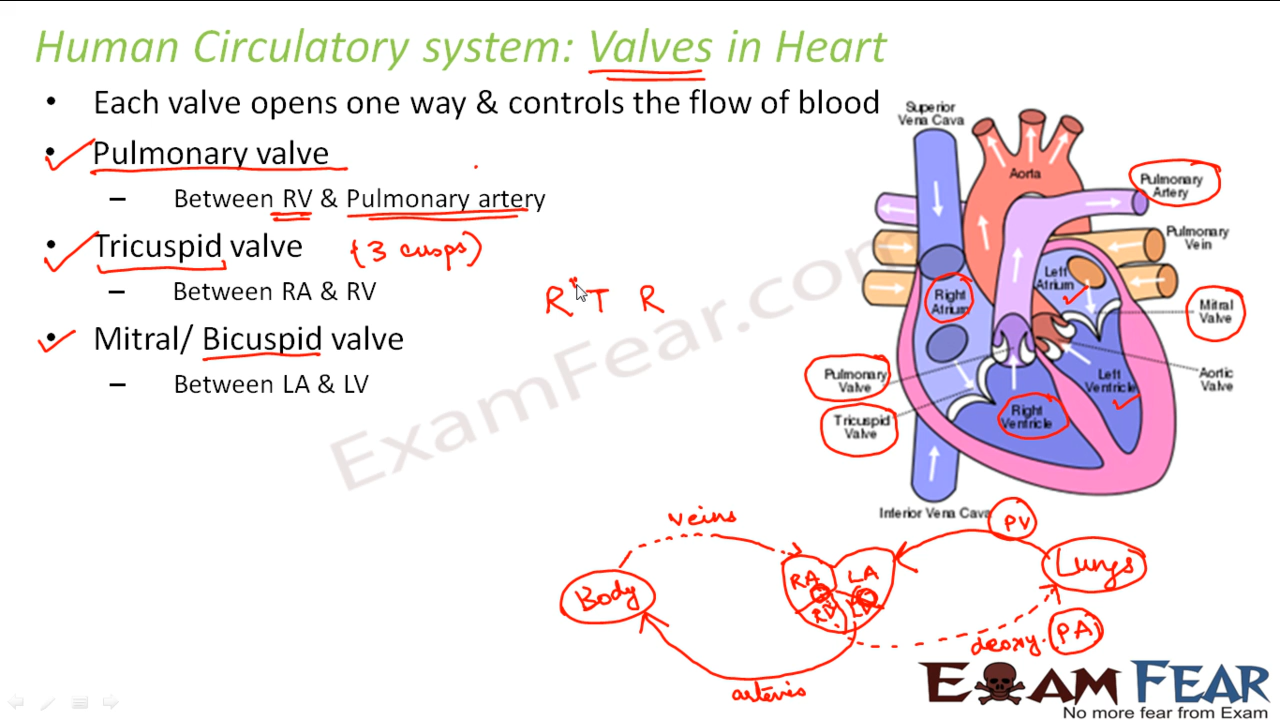 Human Circulatory system: Valves in Heart
• Each valve opens one way & controls the flow of blood
• Pulmonary valve
– Between RV & Pulmonary artery
• Tricuspid valve (3 cusps)
– Between RA & RV
R T R
• Mitral/ Bicuspid valve
– Between LA & LV
Superior
Vena Cava
Aorta
Pulmonary
Artery
Pulmonary
Vein
Left
Atrium
Right
Atrium
Mitral
Valve
Pulmonary
Valve
Left
Ventricle
Aortic
Valve
Tricuspid
Valve
Right
Ventricle
Inferior Vena Cava
ExamFear.com
veins
PV
Lungs
Body
RA
LA
RV
deoxy. PA
arteries
EXAM FEAR
No more fear from Exam